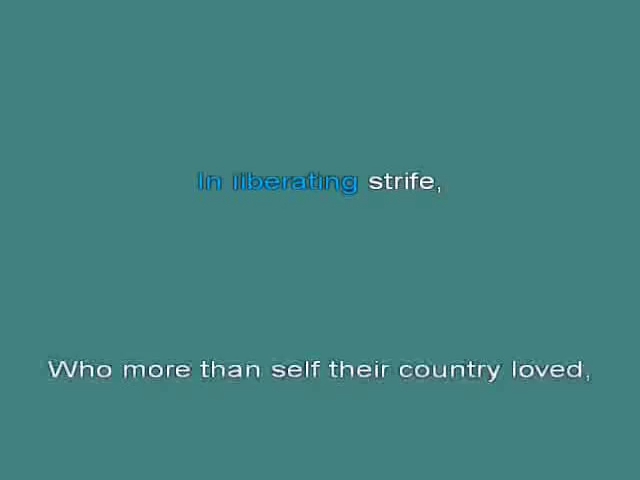 In liberating strife,
Who more than self their country loved,